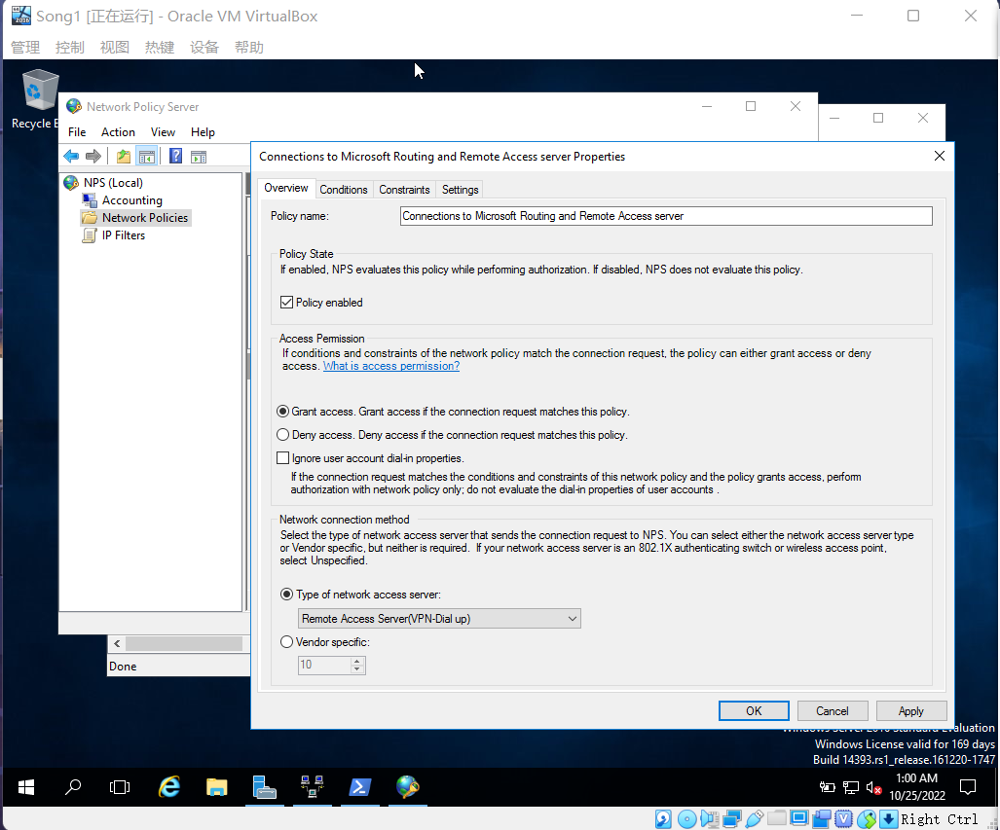 Song1 [正在运行] - Oracle VM VirtualBox
管理 控制 视图 热键 设备 帮助
Recycle
Network Policy Server
File Action View Help
NPS (Local)
Accounting
Network Policies
IP Filters
Done
Connections to Microsoft Routing and Remote Access server Properties
Overview Conditions Constraints Settings
Policy name: Connections to Microsoft Routing and Remote Access server
Policy State
If enabled, NPS evaluates this policy while performing authorization. If disabled, NPS does not evaluate this policy.
Policy enabled
Access Permission
If conditions and constraints of the network policy match the connection request, the policy can either grant access or deny
access. What is access permission?
Grant access. Grant access if the connection request matches this policy.
Deny access. Deny access if the connection request matches this policy.
Ignore user account dial-in properties.
If the connection request matches the conditions and constraints of this network policy and the policy grants access, perform
authorization with network policy only; do not evaluate the dial-in properties of user accounts .
Network connection method
Select the type of network access server that sends the connection request to NPS. You can select either the network access server type
or Vendor specific, but neither is required. If your network access server is an 802.1X authenticating switch or wireless access point,
select Unspecified.
Type of network access server:
Remote Access Server(VPN-Dial up)
Vendor specific:
10
OK Cancel Apply
Windows Server 2016 Standard Evaluation
Windows License valid for 169 days
Build 14393.rs1_release.161220-1747
1:00 AM
10/25/2022
Right Ctrl